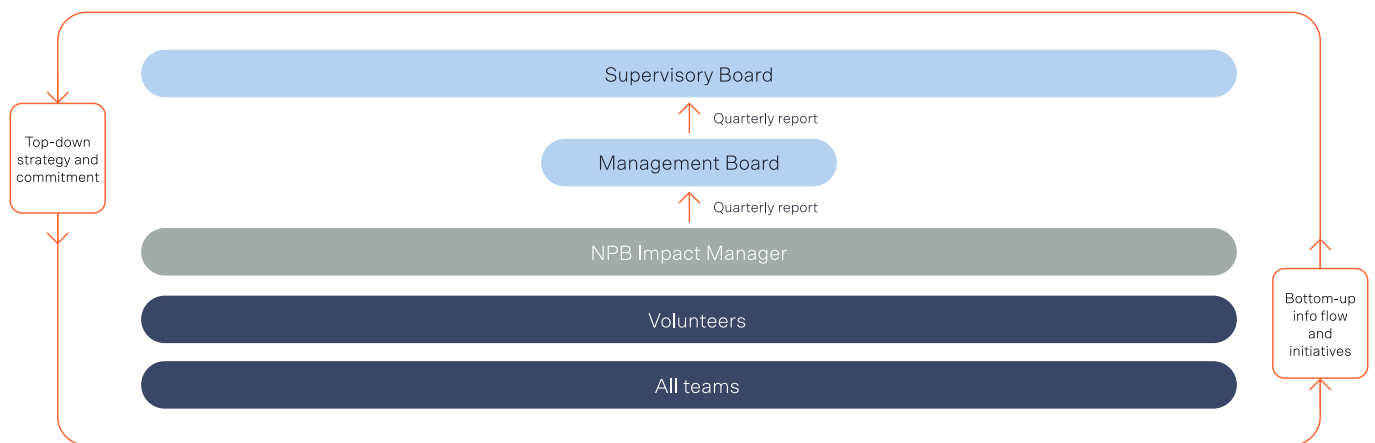 Supervisory Board
Quarterly report
Top-down
strategy and
commitment
Management Board
Quarterly report
NPB Impact Manager
Volunteers
Bottom-up
info flow
and
initiatives
All teams